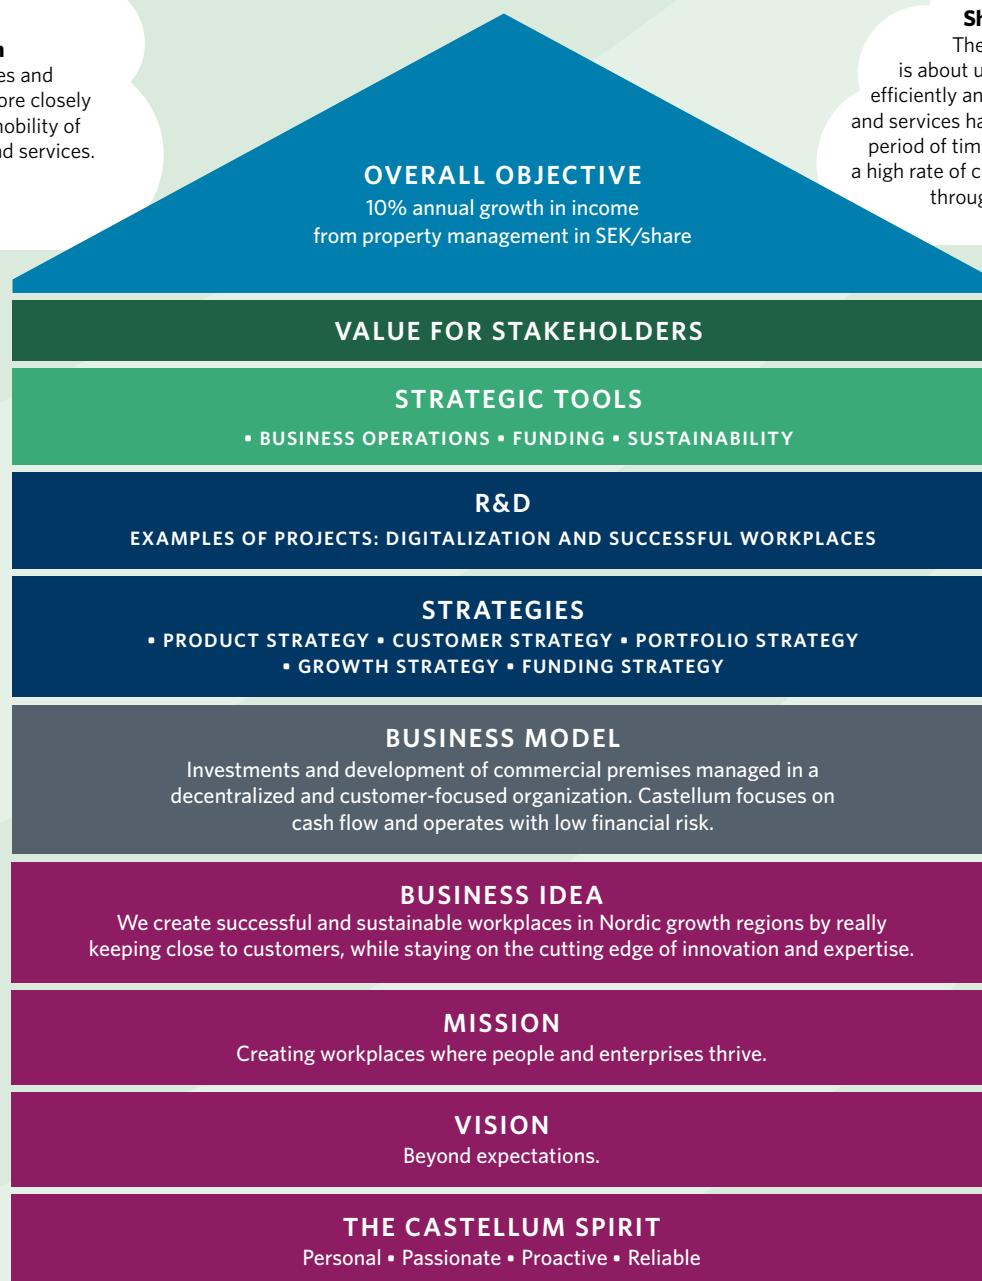 es and
ore closely
nobility of
nd services.
Sh
The
is about u
efficiently an
and services ha
period of tim
a high rate of c
throug
OVERALL OBJECTIVE
10% annual growth in income
from property management in SEK/share
VALUE FOR STAKEHOLDERS
STRATEGIC TOOLS
▪ BUSINESS OPERATIONS ▪ FUNDING ▪ SUSTAINABILITY
R&D
EXAMPLES OF PROJECTS: DIGITALIZATION AND SUCCESSFUL WORKPLACES
STRATEGIES
▪ PRODUCT STRATEGY ▪ CUSTOMER STRATEGY ▪ PORTFOLIO STRATEGY
▪ GROWTH STRATEGY ▪ FUNDING STRATEGY
BUSINESS MODEL
Investments and development of commercial premises managed in a
decentralized and customer-focused organization. Castellum focuses on
cash flow and operates with low financial risk.
BUSINESS IDEA
We create successful and sustainable workplaces in Nordic growth regions by really
keeping close to customers, while staying on the cutting edge of innovation and expertise.
MISSION
Creating workplaces where people and enterprises thrive.
VISION
Beyond expectations.
THE CASTELLUM SPIRIT
Personal ▪ Passionate ▪ Proactive ▪ Reliable